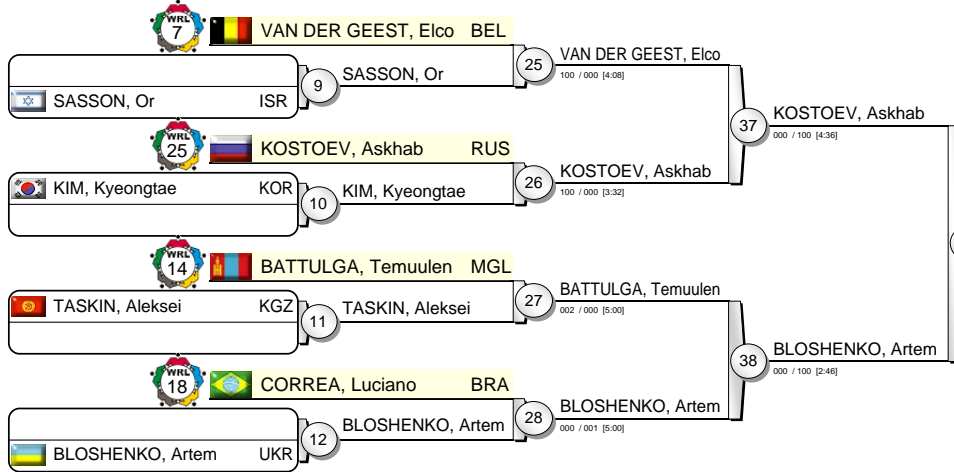 WRL
7
VAN DER GEEST, Elco BEL
SASSON, Or ISR
9
SASSON, Or
25
VAN DER GEEST, Elco
100 / 000 [4:08]
WRL
25
KOSTOEV, Askhab RUS
KIM, Kyeongtae KOR
10
KIM, Kyeongtae
26
KOSTOEV, Askhab
100 / 000 [3:32]
37
KOSTOEV, Askhab
000 / 100 [4:36]
WRL
14
BATTULGA, Temuulen MGL
TASKIN, Aleksei KGZ
11
TASKIN, Aleksei
27
BATTULGA, Temuulen
002 / 000 [5:00]
WRL
18
CORREA, Luciano BRA
BLOSHENKO, Artem UKR
12
BLOSHENKO, Artem
28
BLOSHENKO, Artem
000 / 001 [5:00]
38
BLOSHENKO, Artem
000 / 100 [2:46]